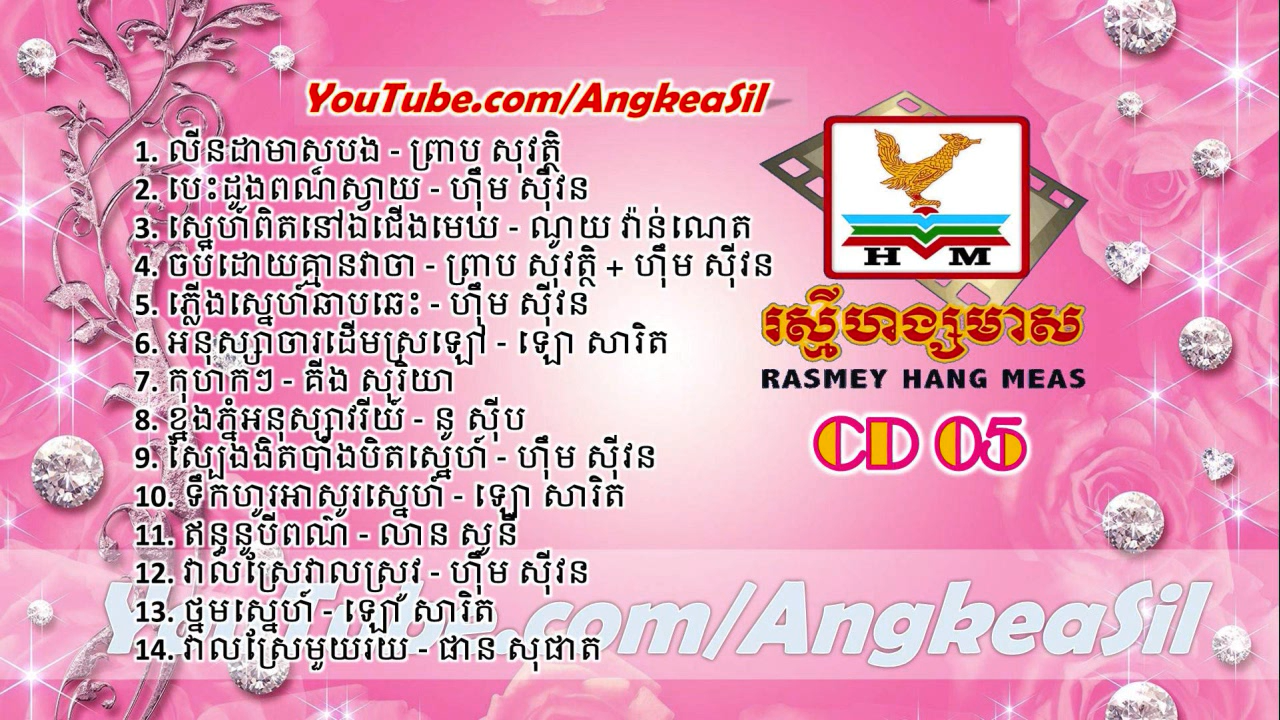 YouTube.com/AngkeaSil
1. លីនដាមាសបង - ព្រាប សុវត្ថិ
2. បេះដូងពណ៌ស្វាយ - ហ៊ឹម ស៊ីវន
3. ស្នេហ៍ពិតនៅឯជើងមេឃ - ណូយ វ៉ាន់ណេត
4. ចប់ដោយគ្មានវាចា - ព្រាប សុវត្ថិ + ហ៊ឹម ស៊ីវន
5. ភ្លើងស្នេហ៍ឆាបឆេះ - ហ៊ឹម ស៊ីវន
6. អនុស្សាចារដើមស្រឡៅ - ឡោ សារិត
7. កុហកៗ - គីង សុរិយា
8. ខ្នងភ្នំអនុស្សាវរីយ៍ - នូ ស៊ីប
9. ស្បៃងងិតបាំងបិតស្នេហ៍ - ហ៊ឹម ស៊ីវន
10. ទឹកហូរអាសូរស្នេហ៍ - ឡោ សារិត
11. ឥន្ធនូបីពណ៌ - លាន សូនី
12. វាលស្រែវាលស្រូវ - ហ៊ឹម ស៊ីវន
13. ថ្នមស្នេហ៍ - ឡោ សារិត
14. វាលស្រែមួយរយ - ផាន សុផាត
HM
រស្មីហង្សមាស
RASMEY HANG MEAS
CD 05
YouTube.com/AngkeaSil